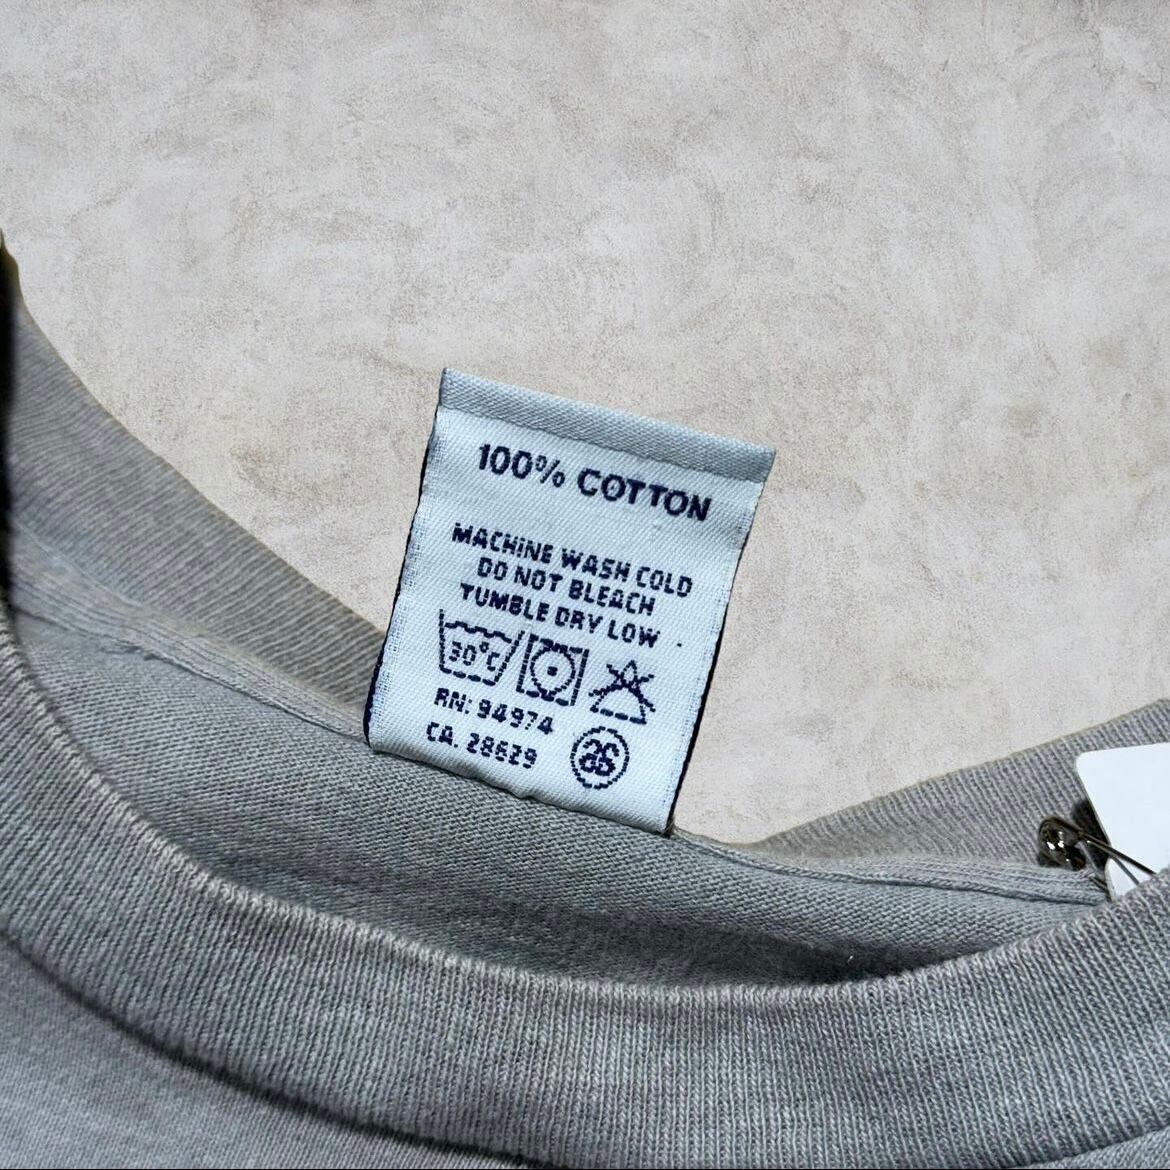 100% COTTON
MACHINE WASH COLD
DO NOT BLEACH
TUMBLE DRY LOW
30°C
RN: 94974
CA. 28629